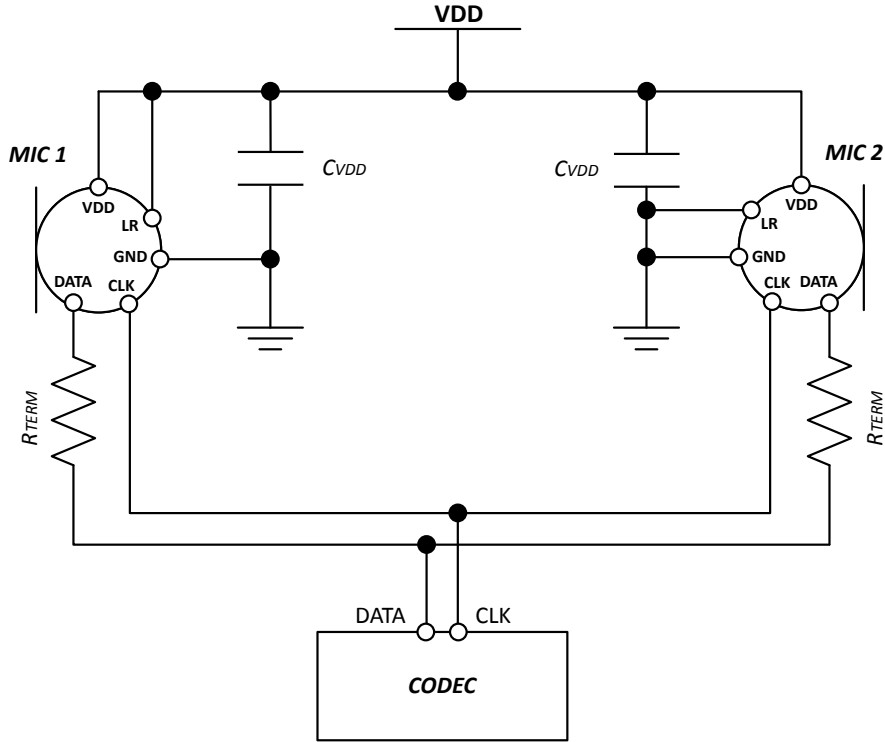 VDD
MIC 1
MIC 2
CVDD
CVDD
VDD
LR
GND
DATA
CLK
VDD
LR
GND
CLK
DATA
RTERM
RTERM
DATA
CLK
CODEC